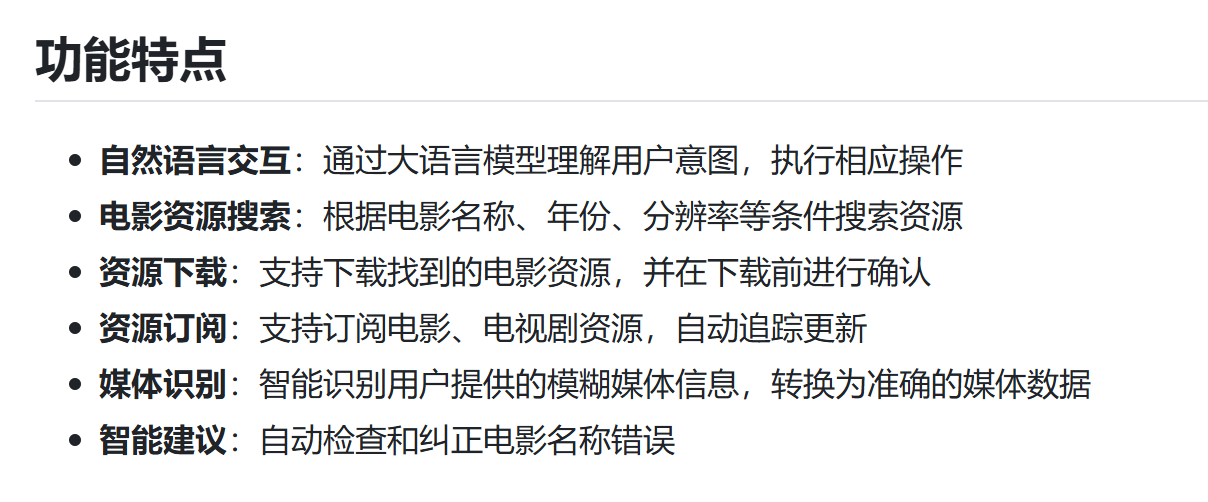 功能特点
自然语言交互：通过大语言模型理解用户意图，执行相应操作
电影资源搜索：根据电影名称、年份、分辨率等条件搜索资源
资源下载：支持下载找到的电影资源，并在下载前进行确认
资源订阅：支持订阅电影、电视剧资源，自动追踪更新
媒体识别：智能识别用户提供的模糊媒体信息，转换为准确的媒体数据
智能建议：自动检查和纠正电影名称错误